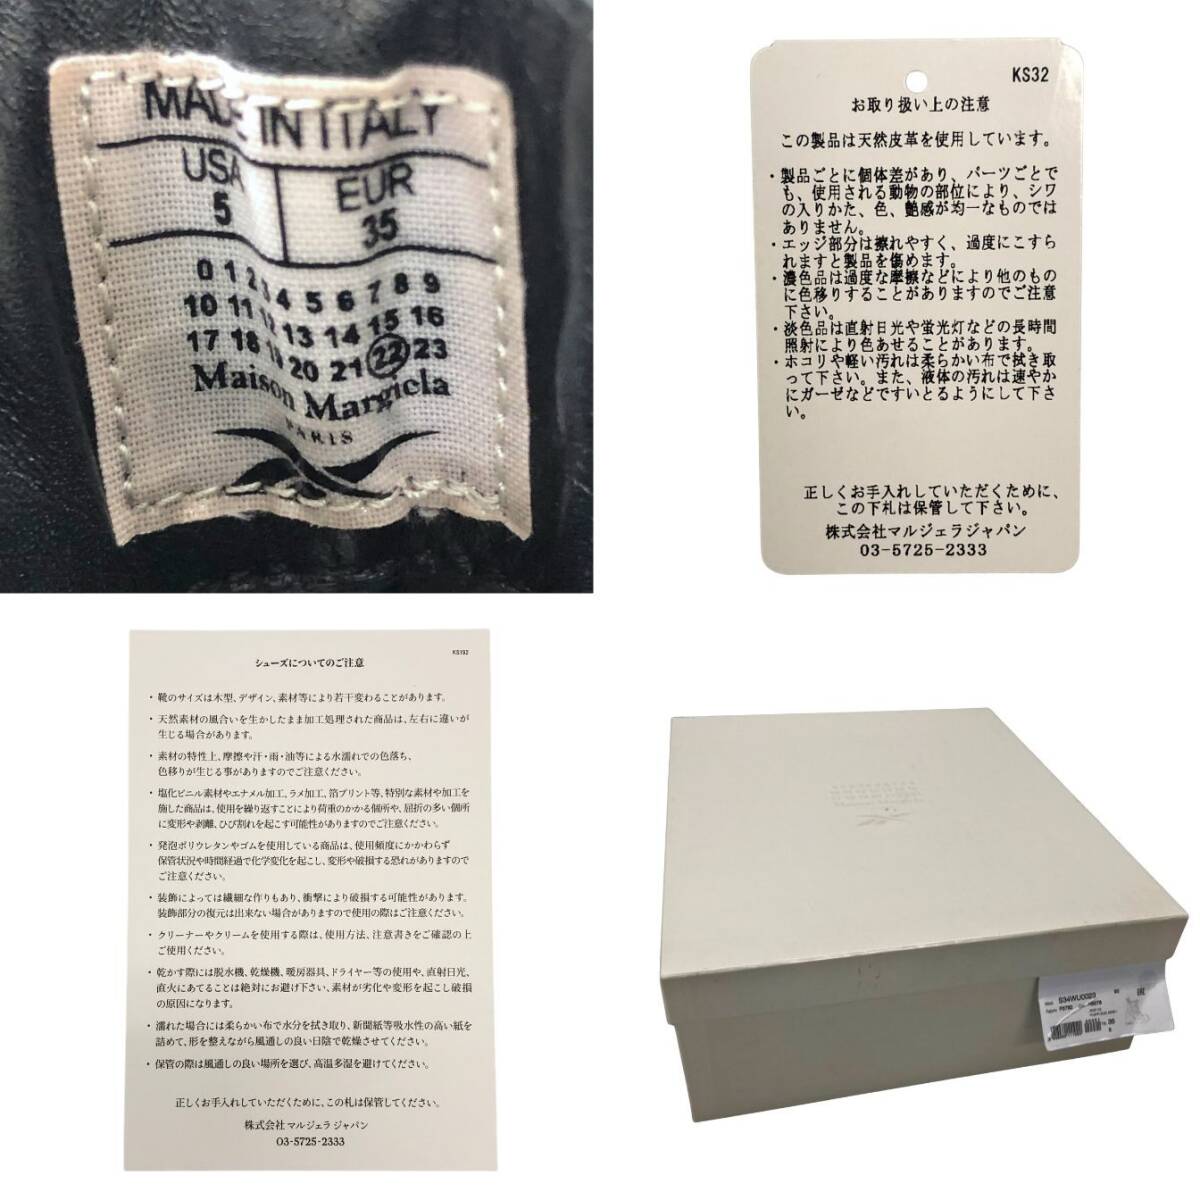 MADE IN ITALY
USA EUR
5 35
0 1 2 3 4 5 6 7 8 9
10 11 12 13 14 15 16
17 18 19 20 21 22 23
Maison Margiela
PARIS
KS32
お取り扱い上の注意
この製品は天然皮革を使用しています。
・製品ごとに個体差があり、パーツごとで
も、使用される動物の部位により、シワ
の入りかた、色、艶感が均一なものではありません。
・エッジ部分は擦れやすく、過度にこすら
れますと製品を傷めます。
・濃色品は過度な摩擦などにより他のもの
に色移りすることがありますのでご注意
下さい。
・淡色品は直射日光や蛍光灯などの長時間
照射により色あせることがあります。
・ホコリや軽い汚れは柔らかい布で拭き取
って下さい。また、液体の汚れは速やか
にガーゼなどですいとるようにして下さ
い。
正しくお手入れしていただくために、
この下札は保管して下さい。
株式会社マルジェラジャパン
03-5725-2333
KS192
シューズについてのご注意
・靴のサイズは木型、デザイン、素材等により若干変わることがあります。
・天然素材の風合いを生かしたまま加工処理された商品は、左右に違いが
生じる場合があります。
・素材の特性上、摩擦や汗・雨・油等による水濡れでの色落ち、
色移りが生じる事がありますのでご注意ください。
・塩化ビニル素材やエナメル加工、ラメ加工、箔プリント等、特別な素材や加工を
施した商品は、使用を繰り返すことにより荷重のかかる個所や、屈折の多い個所
に変形や剥離、ひび割れを起こす可能性がありますのでご注意ください。
・発泡ポリウレタンやゴムを使用している商品は、使用頻度にかかわらず
保管状況や時間経過で化学変化を起こし、変形や破損する恐れがありますので
ご注意ください。
・装飾によっては繊細な作りもあり、衝撃により破損する可能性があります。
装飾部分の復元は出来ない場合がありますので使用の際はご注意ください。
・クリーナーやクリームを使用する際は、使用方法、注意書きをご確認の上
ご使用ください。
・乾かす際には脱水機、乾燥機、暖房器具、ドライヤー等の使用や、直射日光、
直火にあてることは絶対にお避け下さい、素材が劣化や変形を起こし破損
の原因になります。
・濡れた場合には柔らかい布で水分を拭き取り、新聞紙等吸水性の高い紙を
詰めて、形を整えながら風通しの良い日陰で乾燥させてください。
・保管の際は風通しの良い場所を選び、高温多湿を避けてください。
正しくお手入れしていただくために、この札は保管してください。
株式会社 マルジェラ ジャパン
03-5725-2333
S34WU0023
35